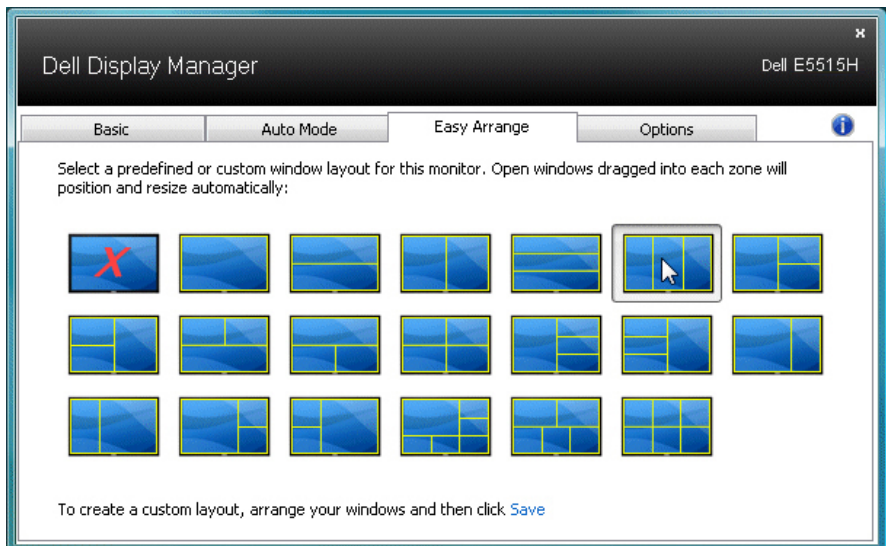 x
Dell Display Manager
Dell E5515H
Basic
Auto Mode
Easy Arrange
Options
i
Select a predefined or custom window layout for this monitor. Open windows dragged into each zone will
position and resize automatically:
X
To create a custom layout, arrange your windows and then click Save